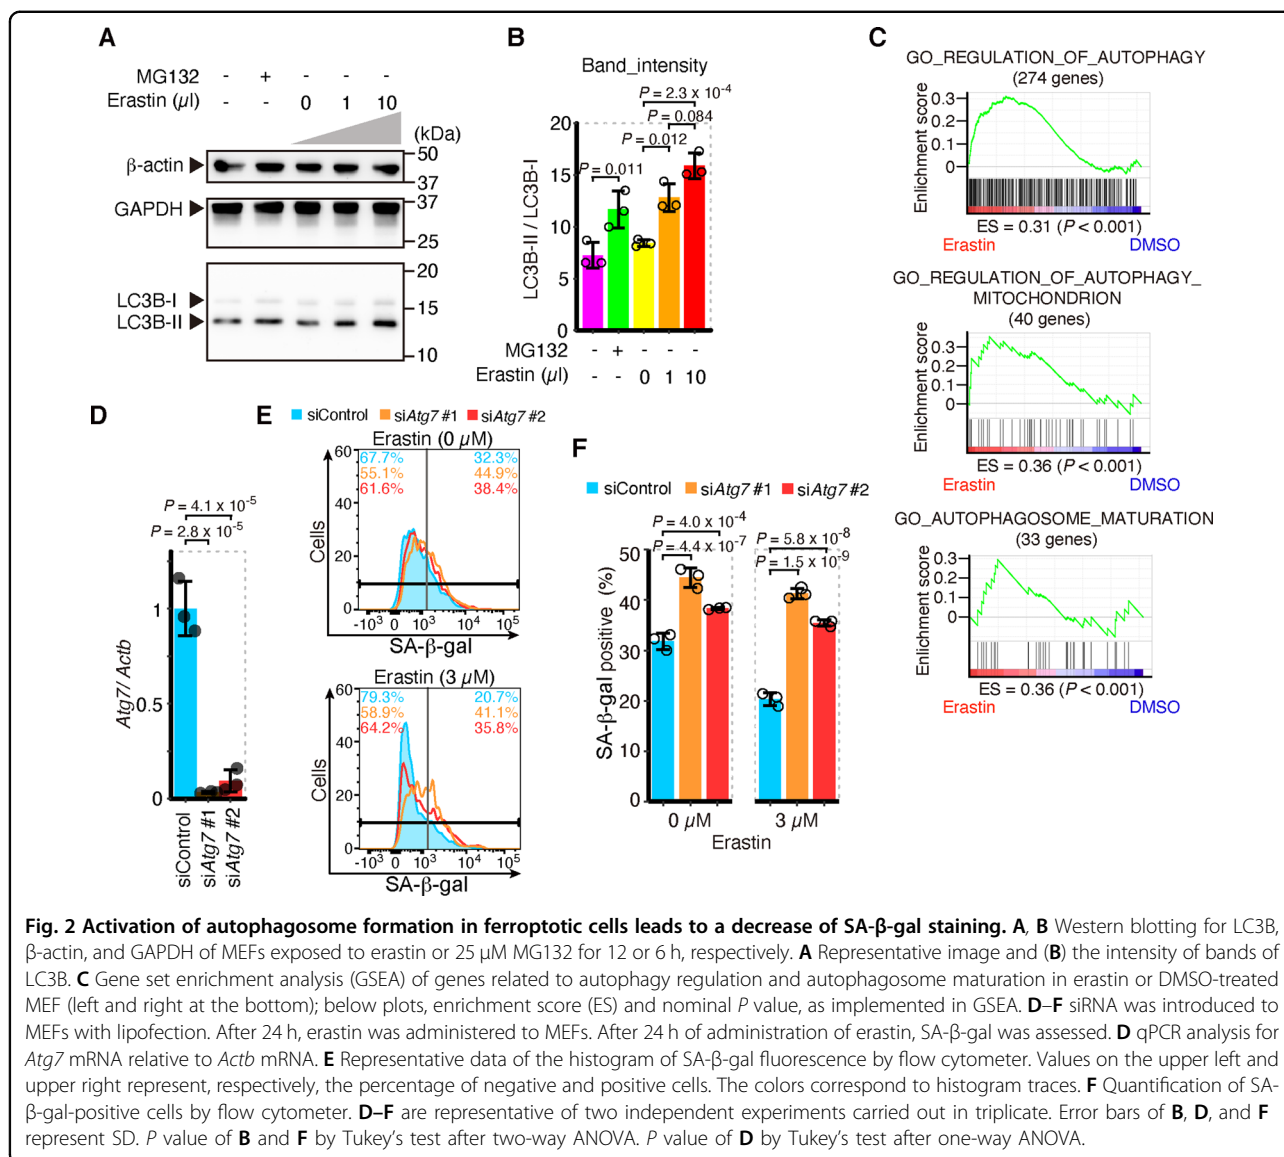 A
MG132 - + - - -
Erastin (µl) - - 0 1 10
(kDa)
β-actin
50
37
GAPDH
37
25
20
LC3B-I
15
LC3B-II
10
B
Band_intensity
P = 2.3 x 10-4
P = 0.084
P = 0.012
P = 0.011
LC3B-II / LC3B-I
20
15
10
5
0
MG132 - + - - -
Erastin (µl) - - 0 1 10
C
GO_REGULATION_OF_AUTOPHAGY
(274 genes)
Enlichment score
0.3
0.2
0.1
0
ES = 0.31 (P < 0.001)
Erastin DMSO
GO_REGULATION_OF_AUTOPHAGY_
MITOCHONDRION
(40 genes)
Enlichment score
0.3
0.2
0.1
0
ES = 0.36 (P < 0.001)
Erastin DMSO
GO_AUTOPHAGOSOME_MATURATION
(33 genes)
Enlichment score
0.3
0.2
0.1
0
ES = 0.36 (P < 0.001)
Erastin DMSO
D
P = 4.1 x 10-5
P = 2.8 x 10-5
Atg7/ Actb
1
0.5
0
siControl
siAtg7 #1
siAtg7 #2
E
siControl siAtg7 #1 siAtg7 #2
Erastin (0 µM)
67.7% 32.3%
55.1% 44.9%
61.6% 38.4%
Cells
60
40
20
0
-10³ 0 10³ 10⁴ 10⁵
SA-β-gal
Erastin (3 µM)
79.3% 20.7%
58.9% 41.1%
64.2% 35.8%
Cells
60
40
20
0
-10³ 0 10³ 10⁴ 10⁵
SA-β-gal
F
siControl siAtg7 #1 siAtg7 #2
P = 4.0 x 10-4
P = 4.4 x 10-7
P = 5.8 x 10-8
P = 1.5 x 10-9
SA-β-gal positive (%)
50
40
30
20
10
0
0 µM 3 µM
Erastin
Fig. 2 Activation of autophagosome formation in ferroptotic cells leads to a decrease of SA-β-gal staining. A, B Western blotting for LC3B,
β-actin, and GAPDH of MEFs exposed to erastin or 25 µM MG132 for 12 or 6 h, respectively. A Representative image and (B) the intensity of bands of
LC3B. C Gene set enrichment analysis (GSEA) of genes related to autophagy regulation and autophagosome maturation in erastin or DMSO-treated
MEF (left and right at the bottom); below plots, enrichment score (ES) and nominal P value, as implemented in GSEA. D–F siRNA was introduced to
MEFs with lipofection. After 24 h, erastin was administered to MEFs. After 24 h of administration of erastin, SA-β-gal was assessed. D qPCR analysis for
Atg7 mRNA relative to Actb mRNA. E Representative data of the histogram of SA-β-gal fluorescence by flow cytometer. Values on the upper left and
upper right represent, respectively, the percentage of negative and positive cells. The colors correspond to histogram traces. F Quantification of SA-
β-gal-positive cells by flow cytometer. D–F are representative of two independent experiments carried out in triplicate. Error bars of B, D, and F
represent SD. P value of B and F by Tukey's test after two-way ANOVA. P value of D by Tukey's test after one-way ANOVA.